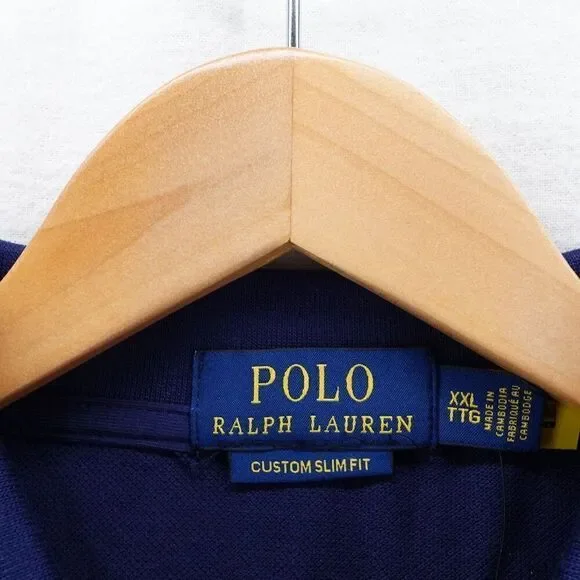 POLO
RALPH LAUREN
CUSTOM SLIM FIT
XXL
TTG
MADE IN
CAMBODIA
FABRIQUÉ AU
CAMBODGE